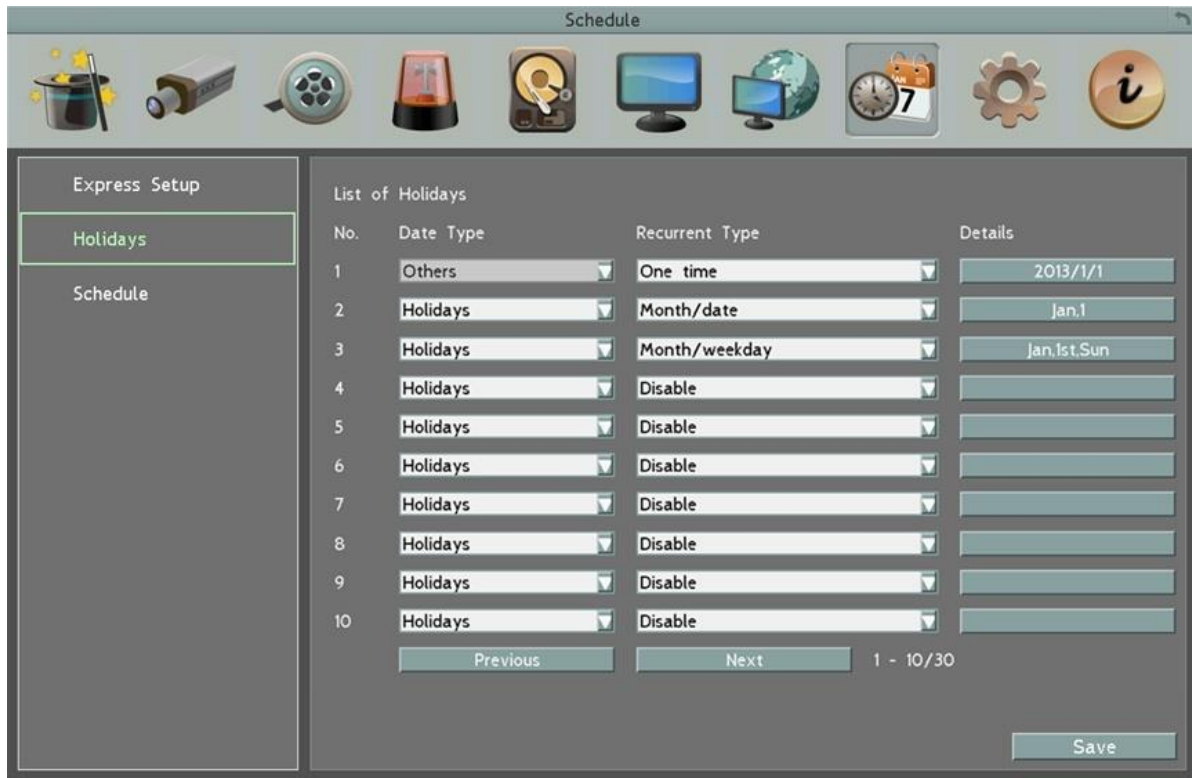 Schedule
JAN
7
i
Express Setup
Holidays
Schedule
List of Holidays
No. Date Type Recurrent Type Details
1 Others One time 2013/1/1
2 Holidays Month/date Jan,1
3 Holidays Month/weekday Jan,1st,Sun
4 Holidays Disable
5 Holidays Disable
6 Holidays Disable
7 Holidays Disable
8 Holidays Disable
9 Holidays Disable
10 Holidays Disable
Previous Next 1 - 10/30
Save